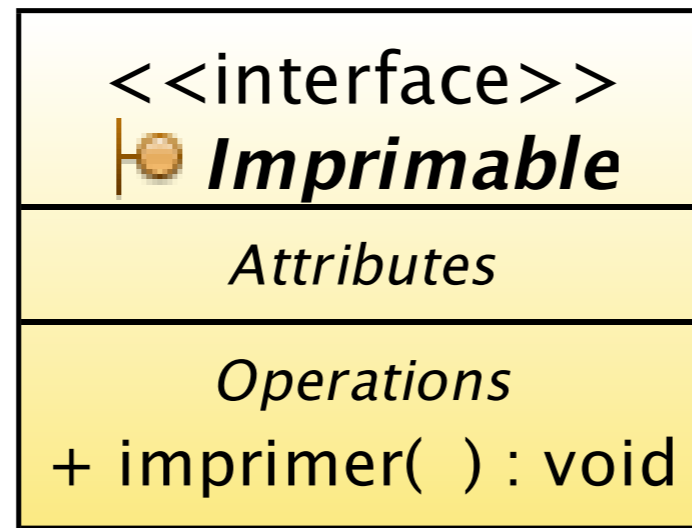 <<interface>>
Imprimable
Attributes
Operations
+ imprimer( ) : void